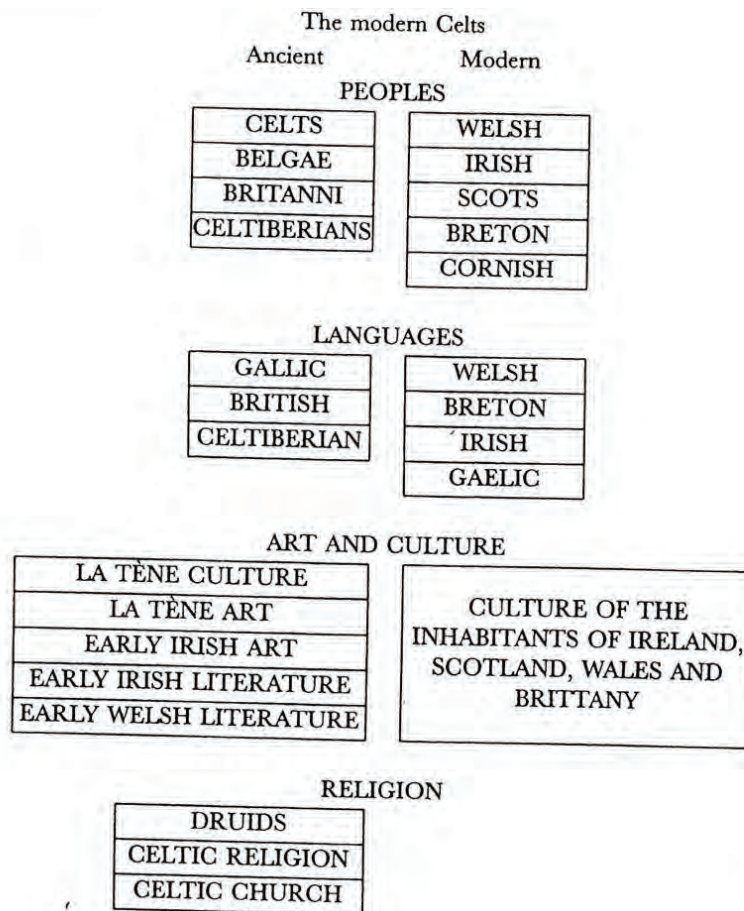 The modern Celts
Ancient Modern
PEOPLES
CELTS WELSH
BELGAE IRISH
BRITANNI SCOTS
CELTIBERIANS BRETON
CORNISH
LANGUAGES
GALLIC WELSH
BRITISH BRETON
CELTIBERIAN IRISH
GAELIC
ART AND CULTURE
LA TÈNE CULTURE
LA TÈNE ART
EARLY IRISH ART
EARLY IRISH LITERATURE
EARLY WELSH LITERATURE
CULTURE OF THE
INHABITANTS OF IRELAND,
SCOTLAND, WALES AND
BRITTANY
RELIGION
DRUIDS
CELTIC RELIGION
CELTIC CHURCH